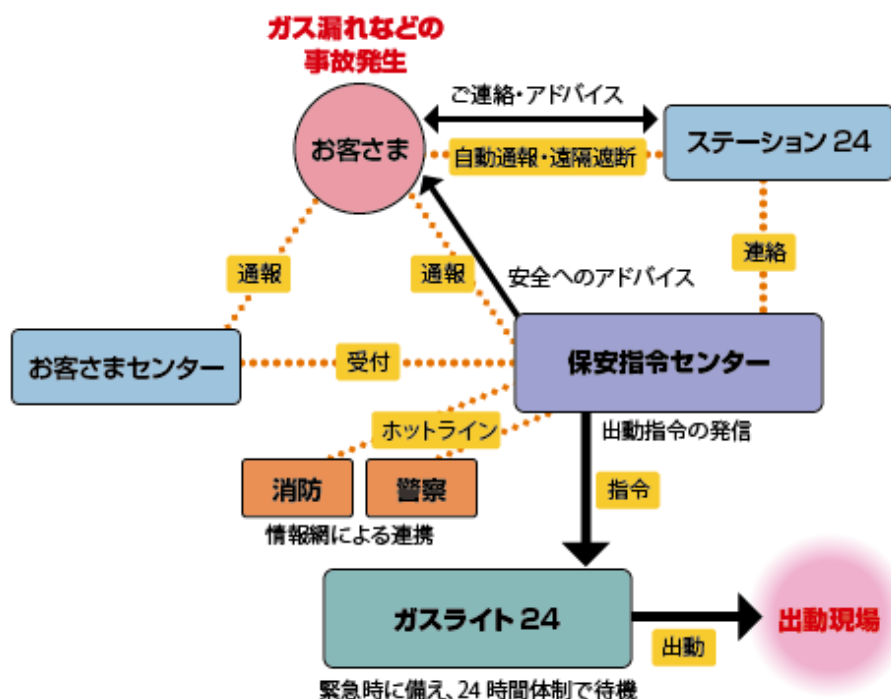 ガス漏れなどの
事故発生
お客さま
ご連絡・アドバイス
自動通報・遠隔遮断
ステーション24
連絡
通報
通報
安全へのアドバイス
お客さまセンター
受付
保安指令センター
ホットライン
出動指令の発信
消防
警察
情報網による連携
指令
ガスライト24
出動
出動現場
緊急時に備え、24時間体制で待機